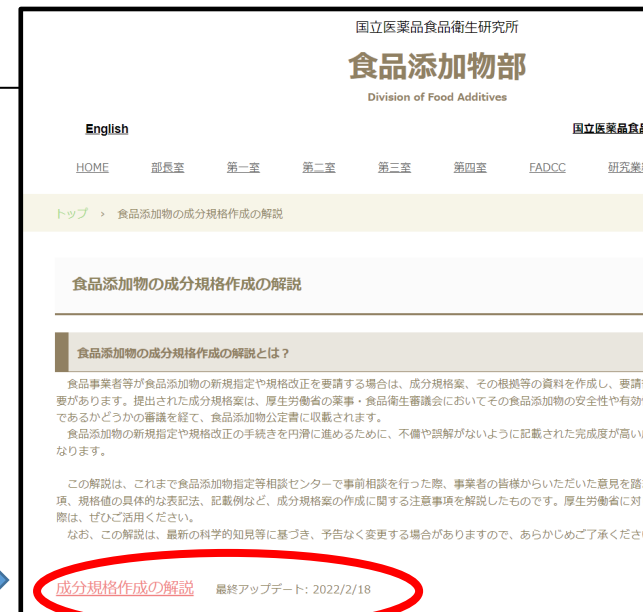 国立医薬品食品衛生研究所
食品添加物部
Division of Food Additives
English 国立医薬品食
HOME 部長室 第一室 第二室 第三室 第四室 FADCC 研究業
トップ › 食品添加物の成分規格作成の解説
食品添加物の成分規格作成の解説
食品添加物の成分規格作成の解説とは？
食品事業者等が食品添加物の新規指定や規格改正を要請する場合は、成分規格案、その根拠等の資料を作成し、要請
要があります。提出された成分規格案は、厚生労働省の薬事・食品衛生審議会においてその食品添加物の安全性や有効
であるかどうかの審議を経て、食品添加物公定書に収載されます。
食品添加物の新規指定や規格改正の手続きを円滑に進めるために、不備や誤解がないように記載された完成度が高い
なります。
この解説は、これまで食品添加物指定等相談センターで事前相談を行った際、事業者の皆様からいただいた意見を踏
項、規格値の具体的な表記法、記載例など、成分規格案の作成に関する注意事項を解説したものです。厚生労働省に対
際は、ぜひご活用ください。
なお、この解説は、最新の科学的知見等に基づき、予告なく変更する場合がありますので、あらかじめご了承くださ
成分規格作成の解説 最終アップデート: 2022/2/18